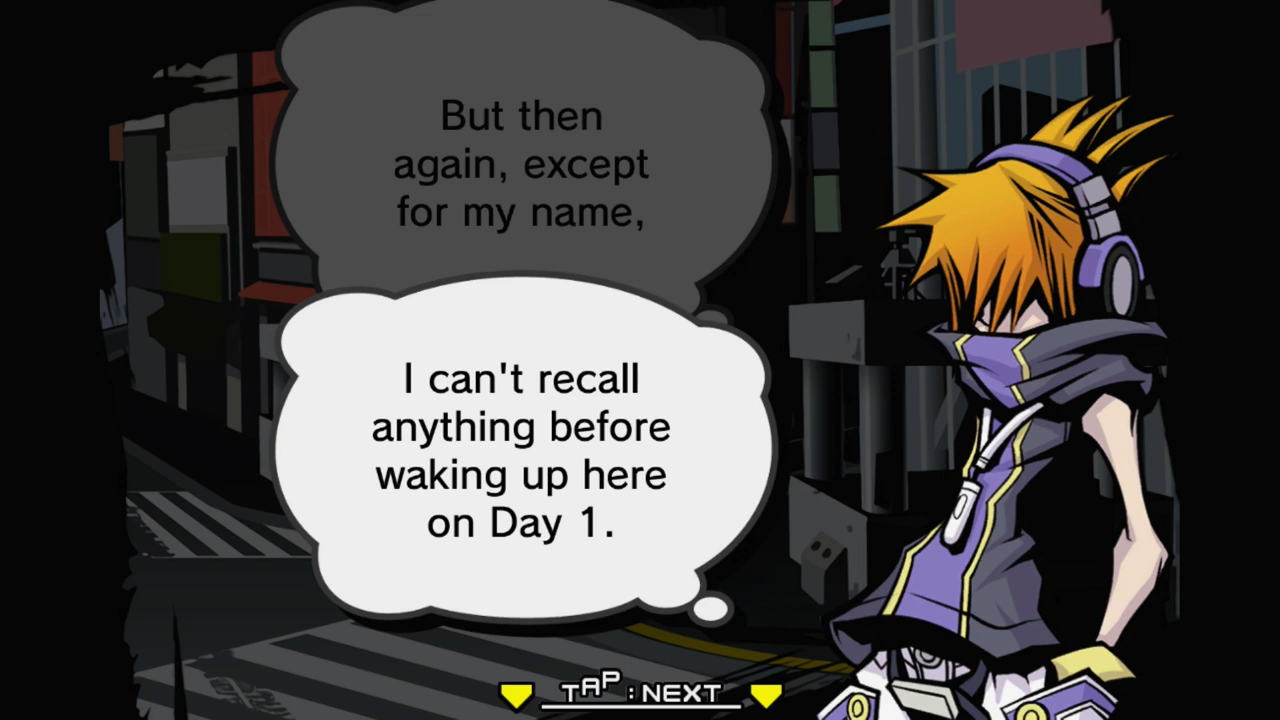 But then
again, except
for my name,
I can't recall
anything before
waking up here
on Day 1.
TAP : NEXT